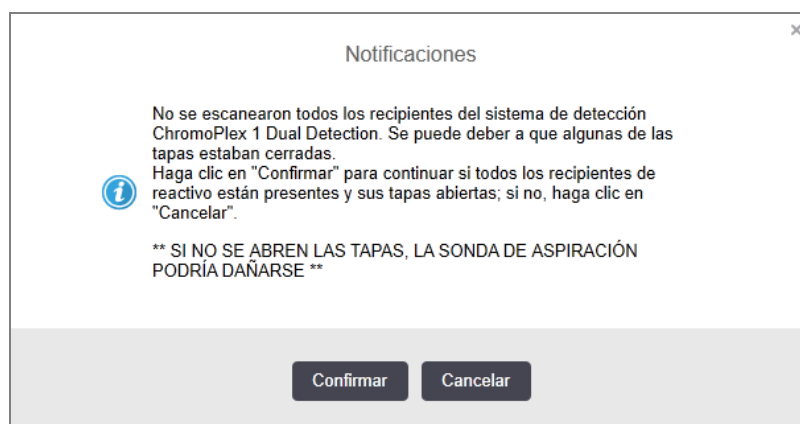 Notificaciones
No se escanearon todos los recipientes del sistema de detección
ChromoPlex 1 Dual Detection. Se puede deber a que algunas de las
tapas estaban cerradas.
Haga clic en "Confirmar" para continuar si todos los recipientes de
reactivo están presentes y sus tapas abiertas; si no, haga clic en
"Cancelar".
** SI NO SE ABREN LAS TAPAS, LA SONDA DE ASPIRACIÓN
PODRÍA DAÑARSE **
Confirmar Cancelar